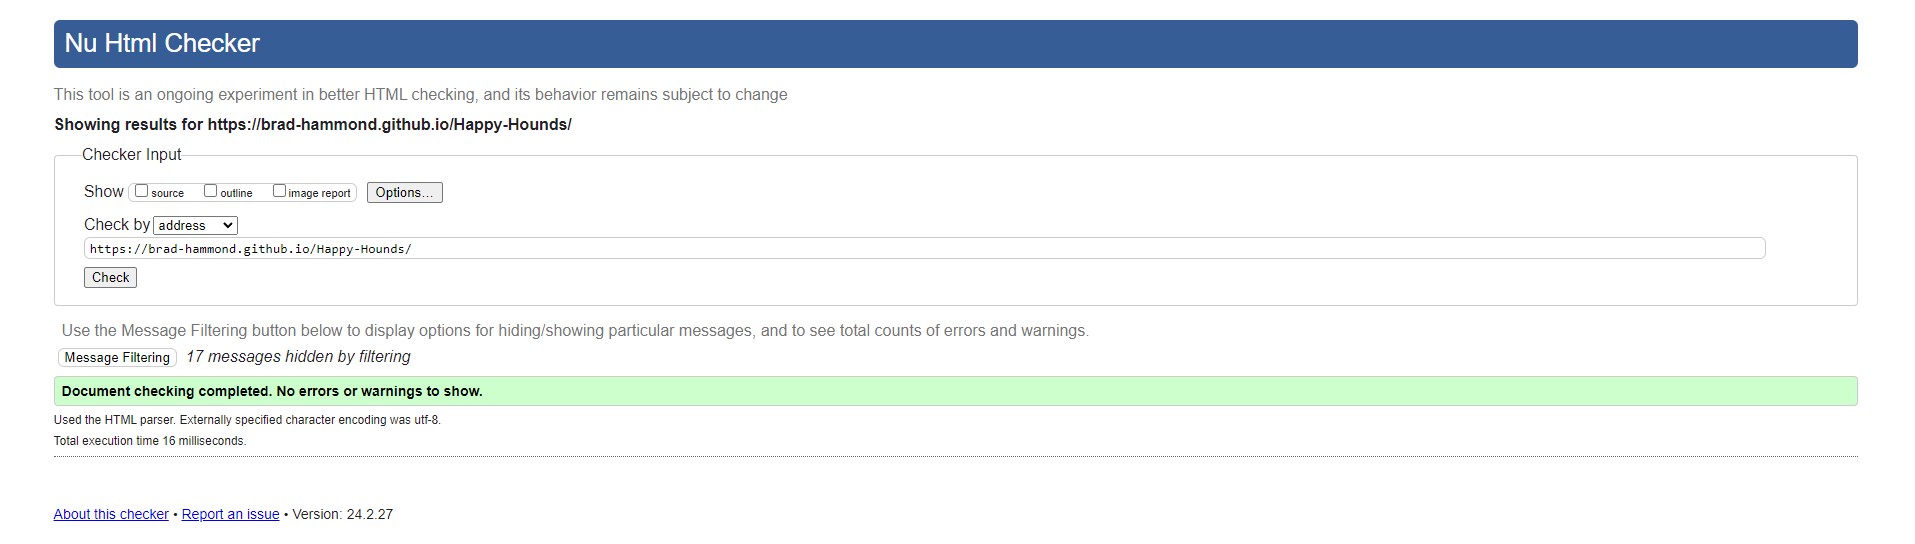 Nu Html Checker
This tool is an ongoing experiment in better HTML checking, and its behavior remains subject to change
Showing results for https://brad-hammond.github.io/Happy-Hounds/
Checker Input
Show source outline image report Options...
Check by address
https://brad-hammond.github.io/Happy-Hounds/
Check
Use the Message Filtering button below to display options for hiding/showing particular messages, and to see total counts of errors and warnings.
Message Filtering 17 messages hidden by filtering
Document checking completed. No errors or warnings to show.
Used the HTML parser. Externally specified character encoding was utf-8.
Total execution time 16 milliseconds.
About this checker • Report an issue • Version: 24.2.27